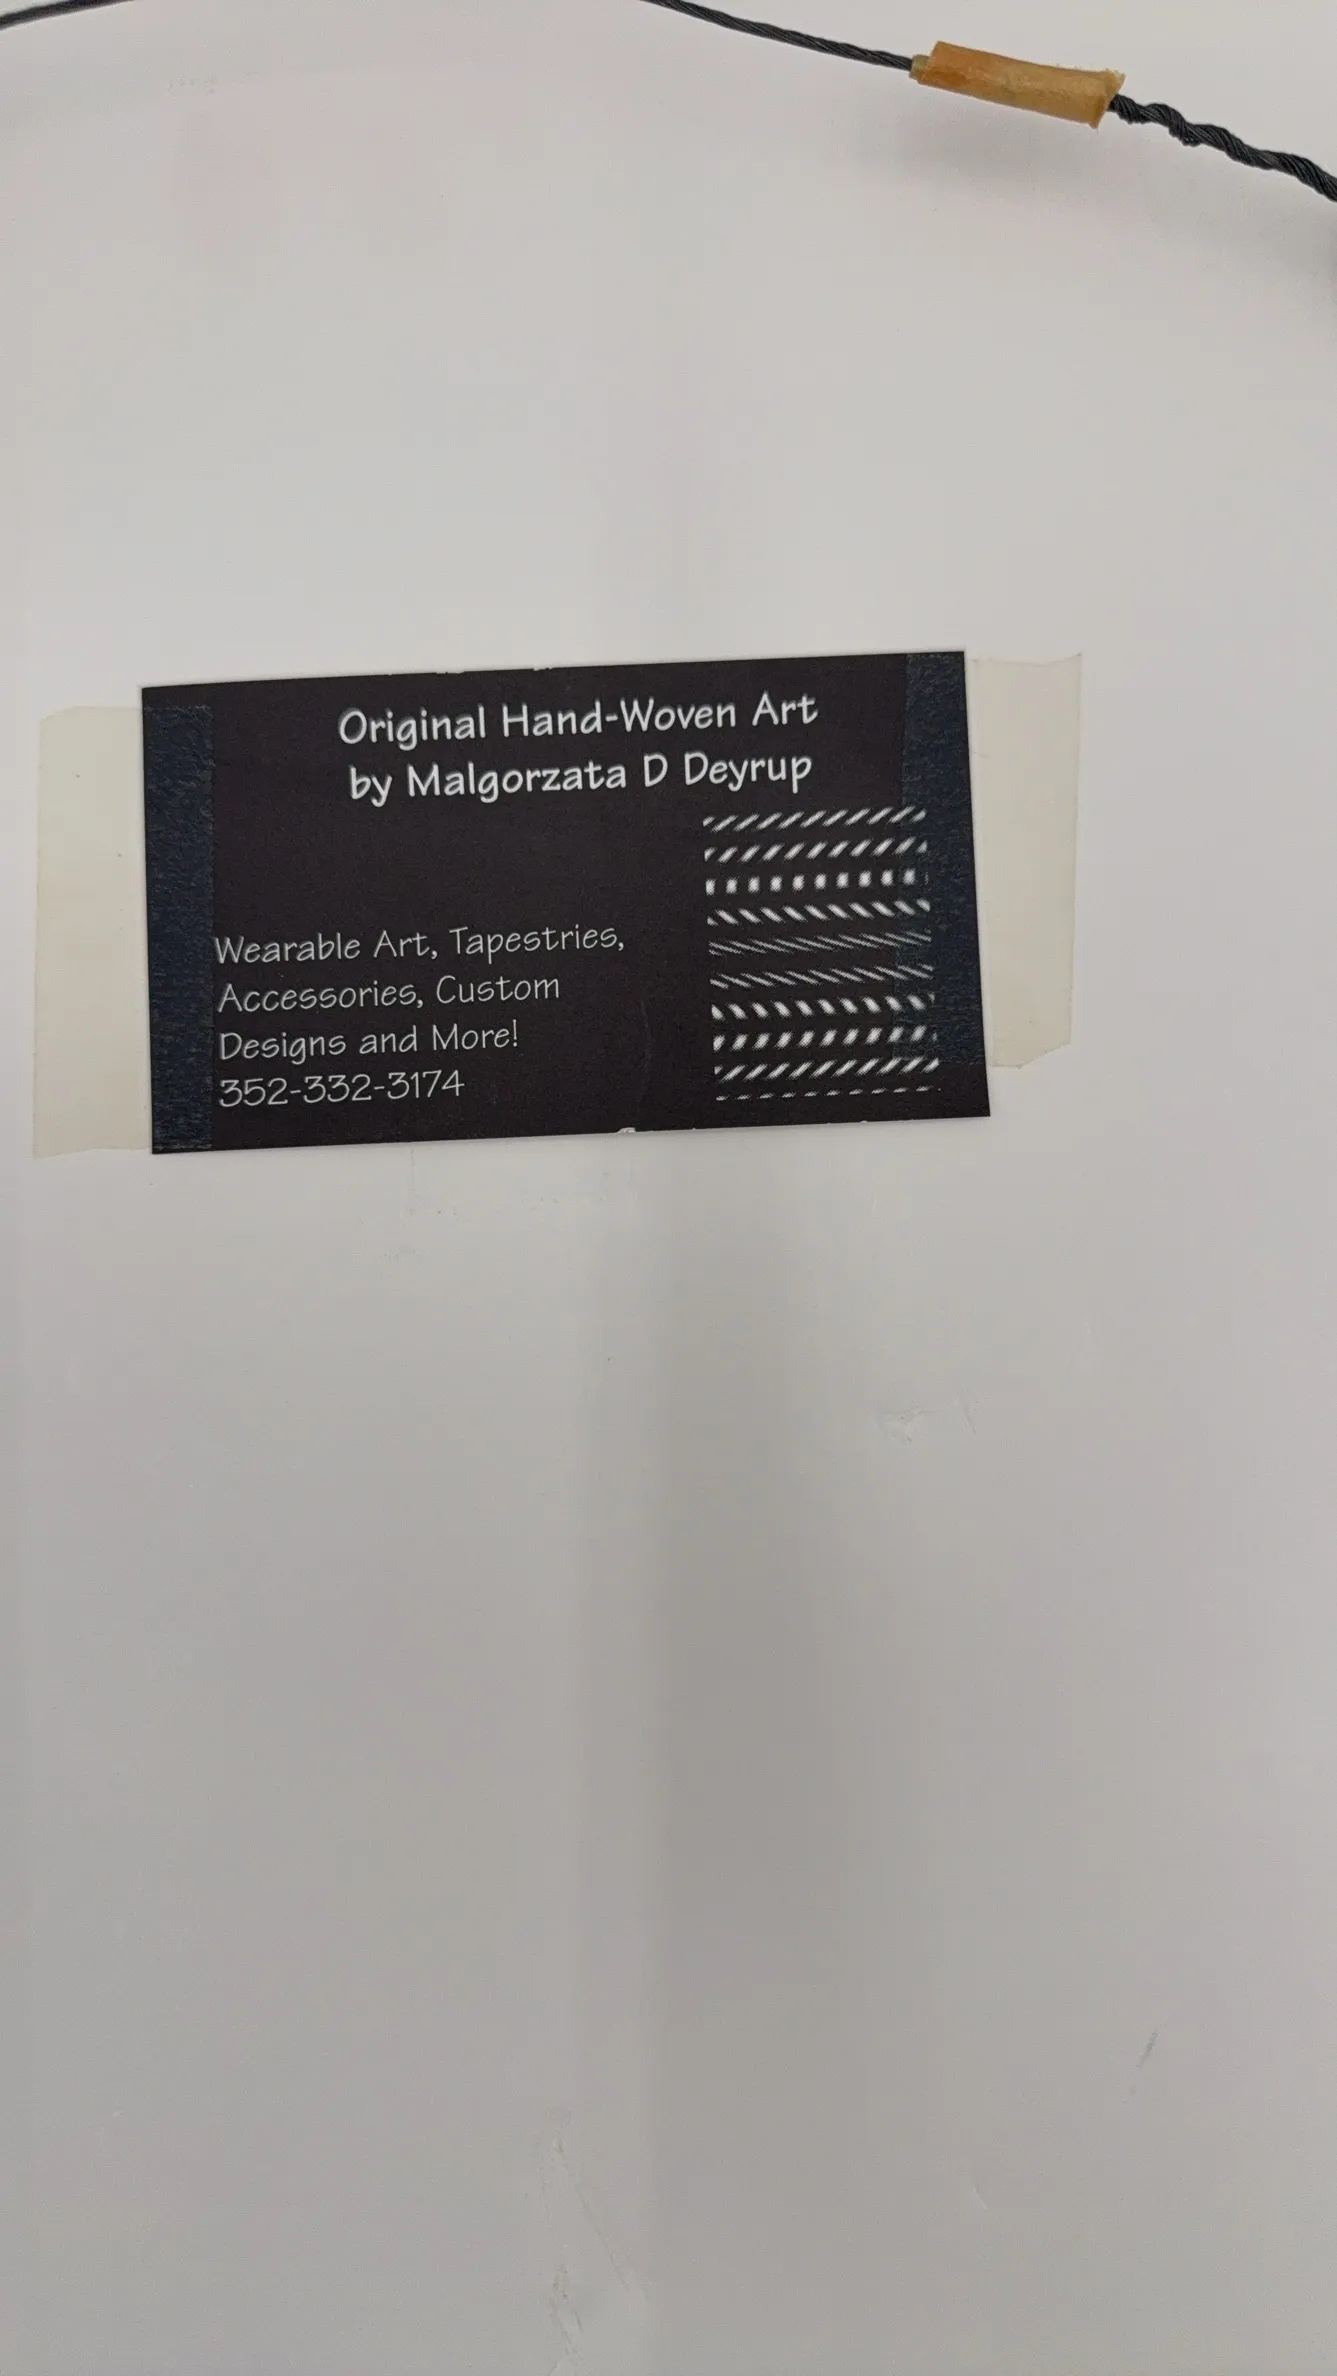 Original Hand-Woven Art
by Malgorzata D Deyrup
Wearable Art, Tapestries,
Accessories, Custom
Designs and More!
352-332-3174